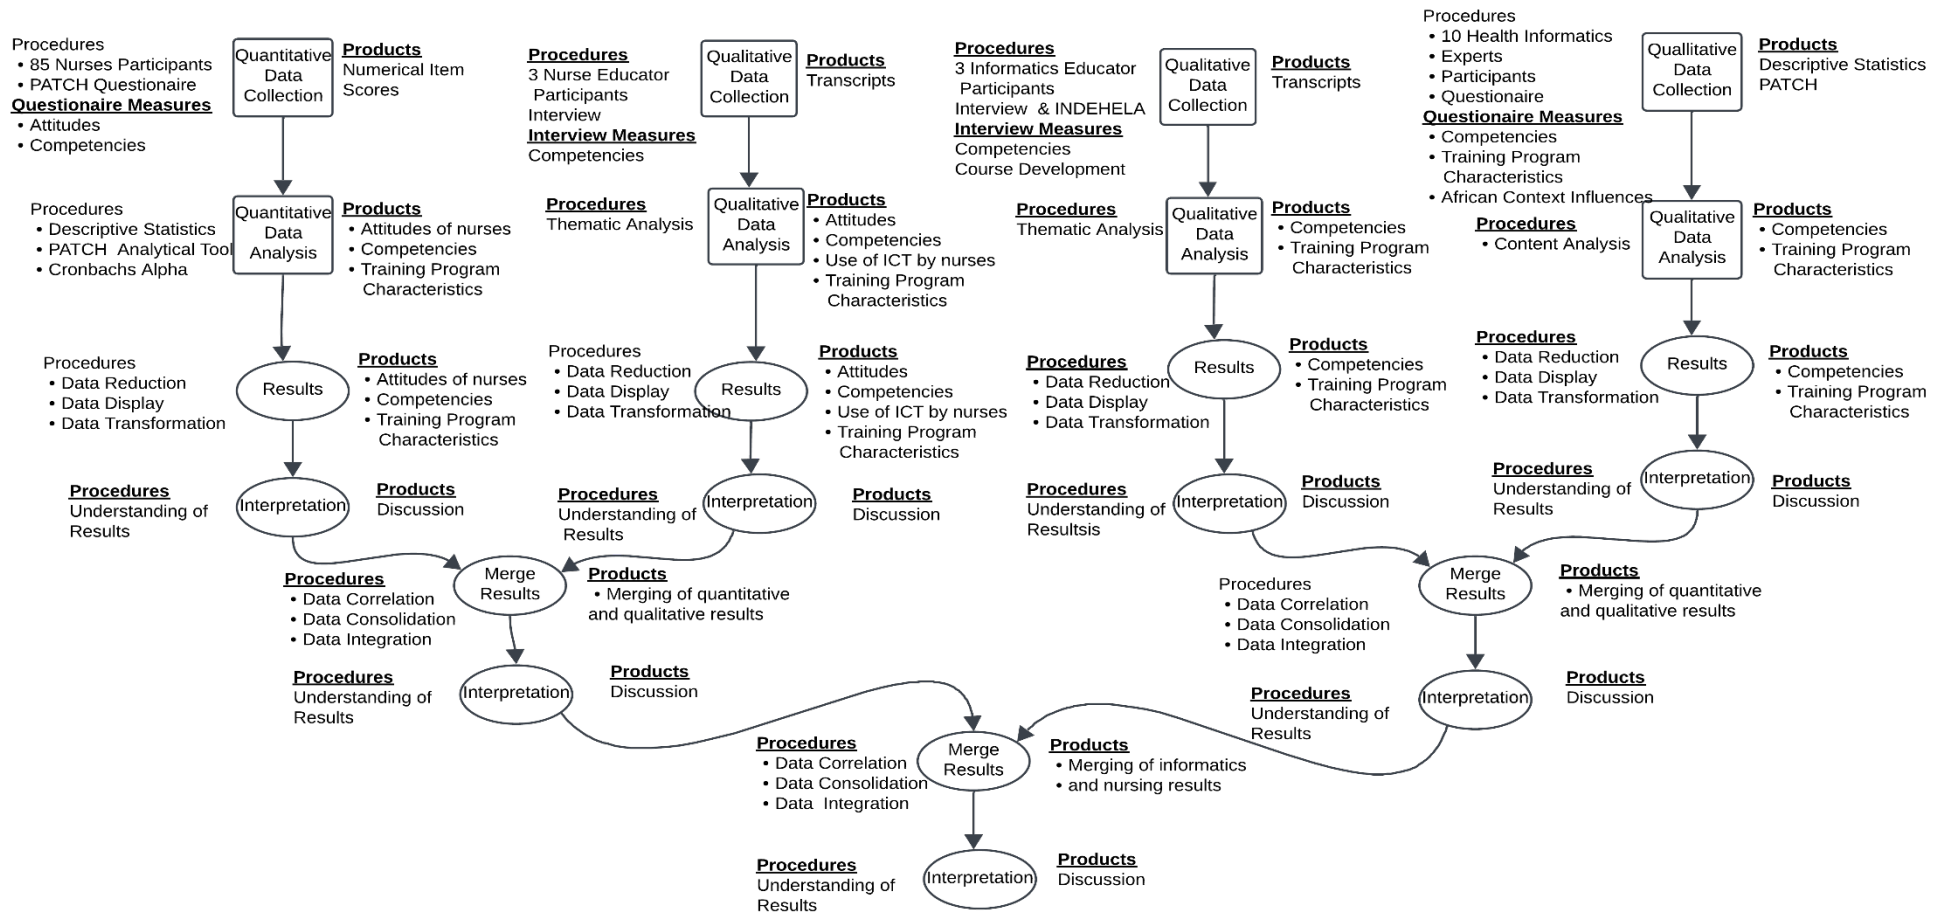 Procedures
• 85 Nurses Participants
• PATCH Questionaire
Questionaire Measures
• Attitudes
• Competencies
Quantitative
Data
Collection
Products
Numerical Item
Scores
Procedures
3 Nurse Educator
Participants
Interview
Interview Measures
Competencies
Qualitative
Data
Collection
Products
Transcripts
Procedures
3 Informatics Educator
Participants
Interview & INDEHELA
Interview Measures
Competencies
Course Development
Qualitative
Data
Collection
Products
Transcripts
Procedures
• 10 Health Informatics
• Experts
• Participants
• Questionaire
Questionaire Measures
• Competencies
• Training Program
Characteristics
• African Context Influences
Quallitative
Data
Collection
Products
Descriptive Statistics
PATCH
Procedures
• Descriptive Statistics
• PATCH Analytical Tool
• Cronbachs Alpha
Quantitative
Data
Analysis
Products
• Attitudes of nurses
• Competencies
• Training Program
Characteristics
Procedures
Thematic Analysis
Qualitative
Data
Analysis
Products
• Attitudes
• Competencies
• Use of ICT by nurses
• Training Program
Characteristics
Procedures
Thematic Analysis
Qualitative
Data
Analysis
Products
• Competencies
• Training Program
Characteristics
Procedures
• Content Analysis
Qualitative
Data
Analysis
Products
• Competencies
• Training Program
Characteristics
Procedures
• Data Reduction
• Data Display
• Data Transformation
Results
Products
• Attitudes of nurses
• Competencies
• Training Program
Characteristics
Procedures
• Data Reduction
• Data Display
• Data Transformation
Results
Products
• Attitudes
• Competencies
• Use of ICT by nurses
• Training Program
Characteristics
Procedures
• Data Reduction
• Data Display
• Data Transformation
Results
Products
• Competencies
• Training Program
Characteristics
Procedures
• Data Reduction
• Data Display
• Data Transformation
Results
Products
• Competencies
• Training Program
Characteristics
Procedures
Understanding of
Results
Interpretation
Products
Discussion
Procedures
Understanding of
Results
Interpretation
Products
Discussion
Procedures
Understanding of
Resultsis
Interpretation
Products
Discussion
Procedures
Understanding of
Results
Interpretation
Products
Discussion
Procedures
• Data Correlation
• Data Consolidation
• Data Integration
Merge
Results
Products
• Merging of quantitative
and qualitative results
Procedures
• Data Correlation
• Data Consolidation
• Data Integration
Merge
Results
Products
• Merging of quantitative
and qualitative results
Procedures
Understanding of
Results
Interpretation
Products
Discussion
Procedures
Understanding of
Results
Interpretation
Products
Discussion
Procedures
• Data Correlation
• Data Consolidation
• Data Integration
Merge
Results
Products
• Merging of informatics
• and nursing results
Procedures
Understanding of
Results
Interpretation
Products
Discussion